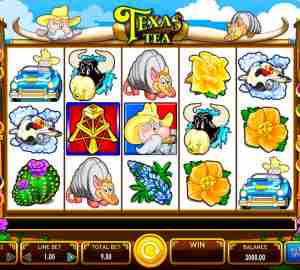 TEXAS
TEA
LINE BET
TOTAL BET
WIN
BALANCE
1.00
9.00
2000.00